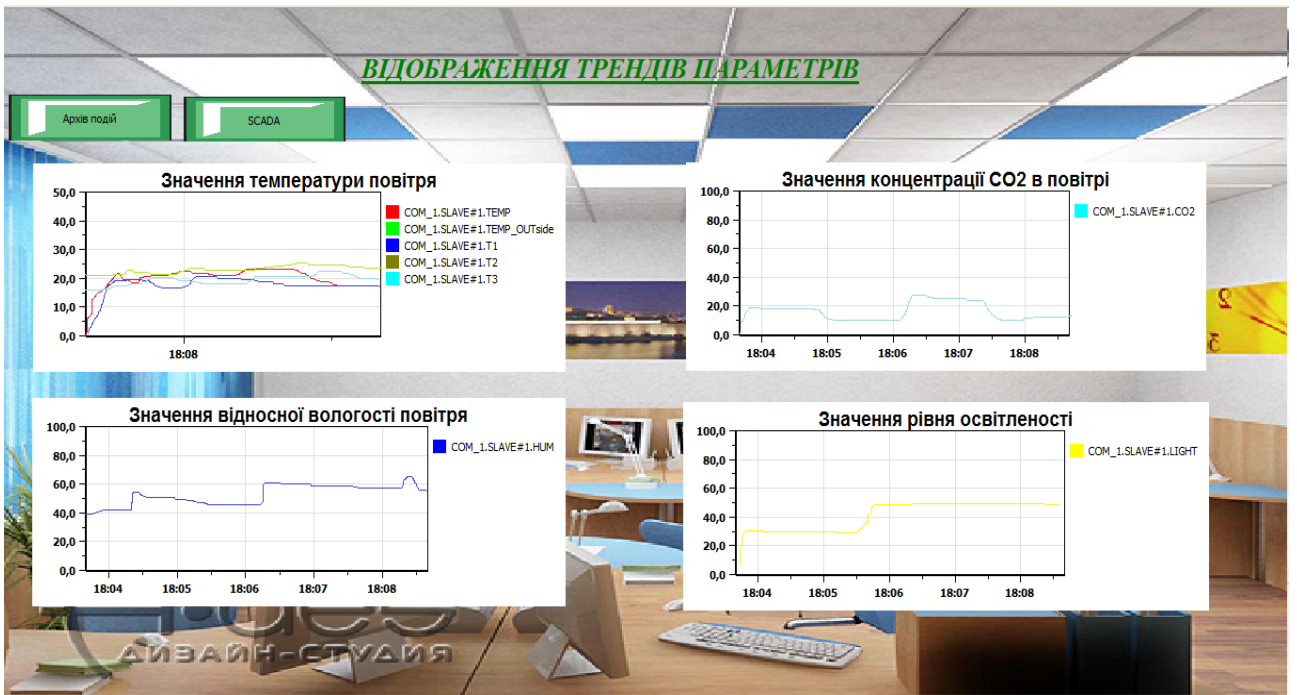 ВІДОБРАЖЕННЯ ТРЕНДІВ ПАРАМЕТРІВ
Архів подій
SCADA
Значення температури повітря
50,0
40,0
30,0
20,0
10,0
0,0
18:08
COM_1.SLAVE#1.TEMP
COM_1.SLAVE#1.TEMP_OUTside
COM_1.SLAVE#1.T1
COM_1.SLAVE#1.T2
COM_1.SLAVE#1.T3
Значення концентрації CO2 в повітрі
100,0
80,0
60,0
40,0
20,0
0,0
18:04 18:05 18:06 18:07 18:08
COM_1.SLAVE#1.CO2
Значення відносної вологості повітря
100,0
80,0
60,0
40,0
20,0
0,0
18:04 18:05 18:06 18:07 18:08
COM_1.SLAVE#1.HUM
Значення рівня освітленості
100,0
80,0
60,0
40,0
20,0
0,0
18:04 18:05 18:06 18:07 18:08
COM_1.SLAVE#1.LIGHT
ДИЗАЙН-СТУДИЯ